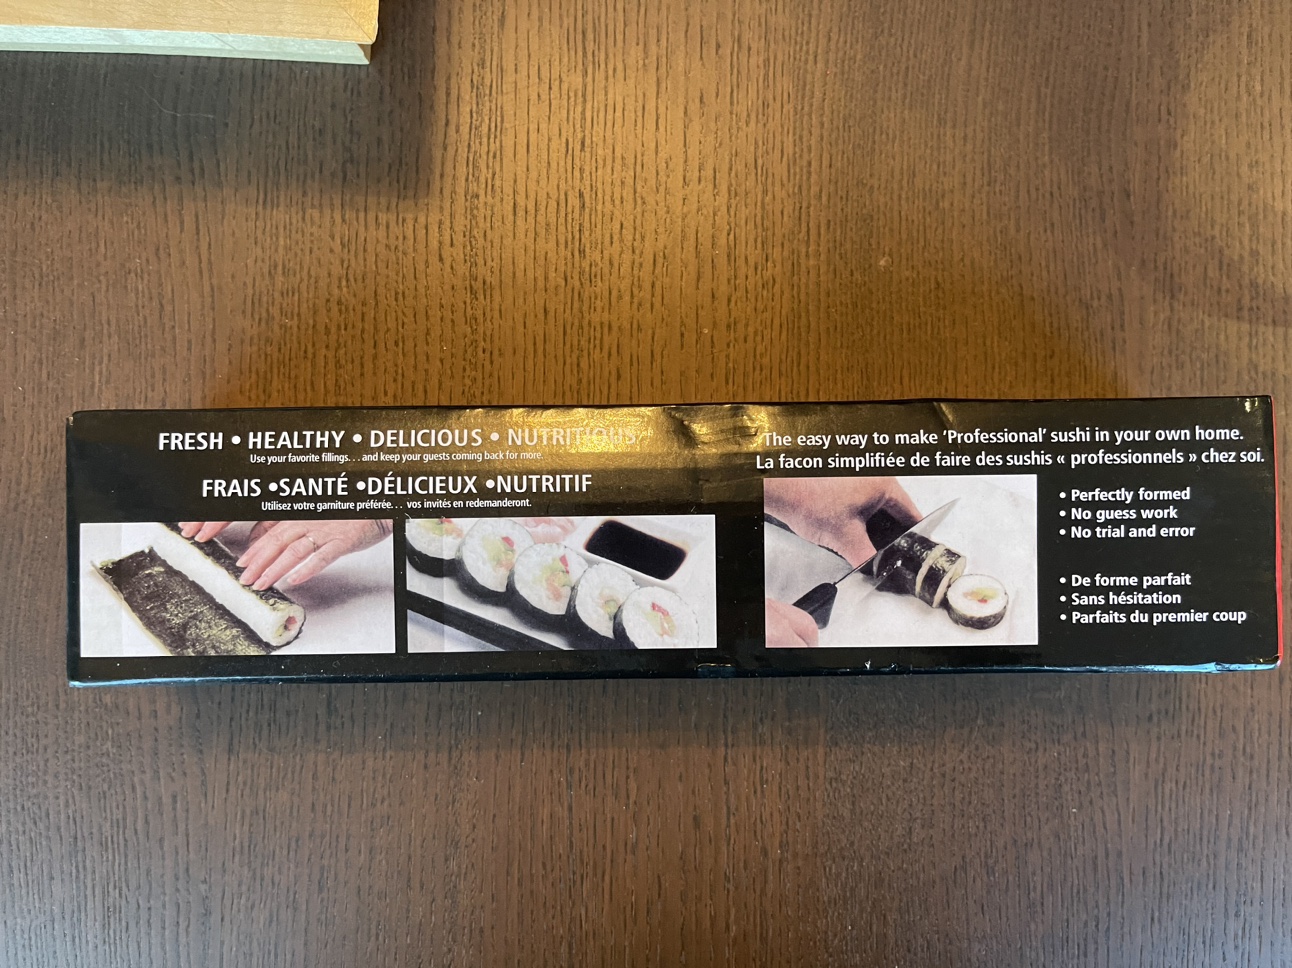 FRESH • HEALTHY • DELICIOUS • NUTRITIOUS
Use your favorite fillings. . . and keep your guests coming back for more.
FRAIS •SANTÉ •DÉLICIEUX •NUTRITIF
Utilisez votre garniture préférée. . . vos invités en redemanderont.
The easy way to make ‘Professional’ sushi in your own home.
La facon simplifiée de faire des sushis « professionnels » chez soi.
• Perfectly formed
• No guess work
• No trial and error
• De forme parfait
• Sans hésitation
• Parfaits du premier coup